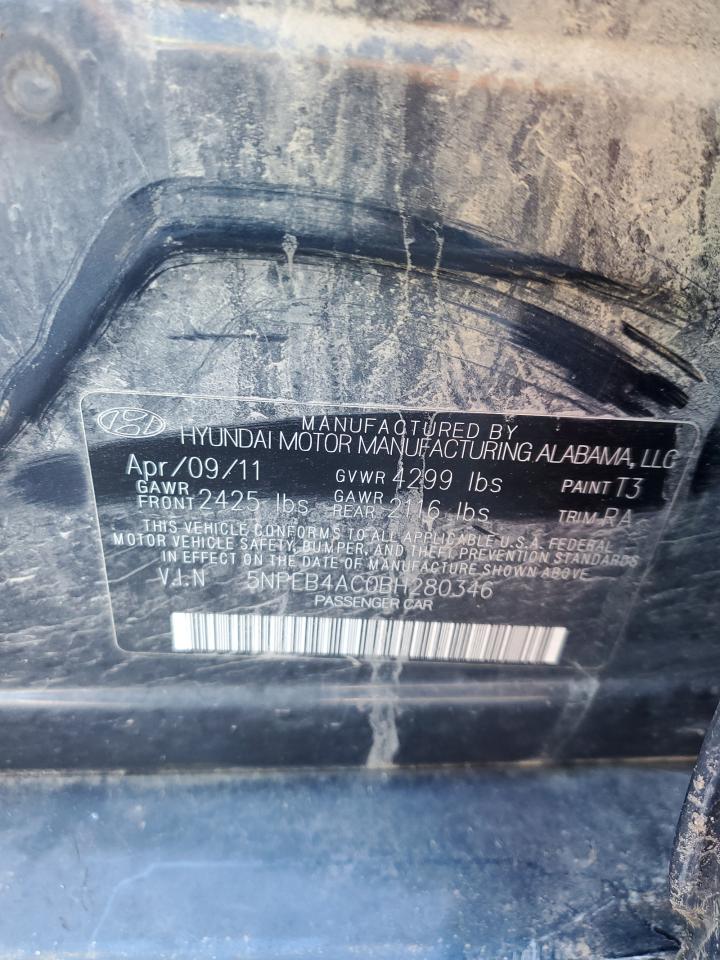 MANUFACTURED BY
HYUNDAI MOTOR MANUFACTURING ALABAMA, LLC
Apr/09/11 GVWR 4299 lbs PAINT T3
GAWR FRONT 2425 lbs GAWR REAR 2116 lbs TRIM RA
THIS VEHICLE CONFORMS TO ALL APPLICABLE U.S.A. FEDERAL
MOTOR VEHICLE SAFETY, BUMPER, AND THEFT PREVENTION STANDARDS
IN EFFECT ON THE DATE OF MANUFACTURE SHOWN ABOVE.
V.I.N 5NPEB4AC0BH280346
PASSENGER CAR